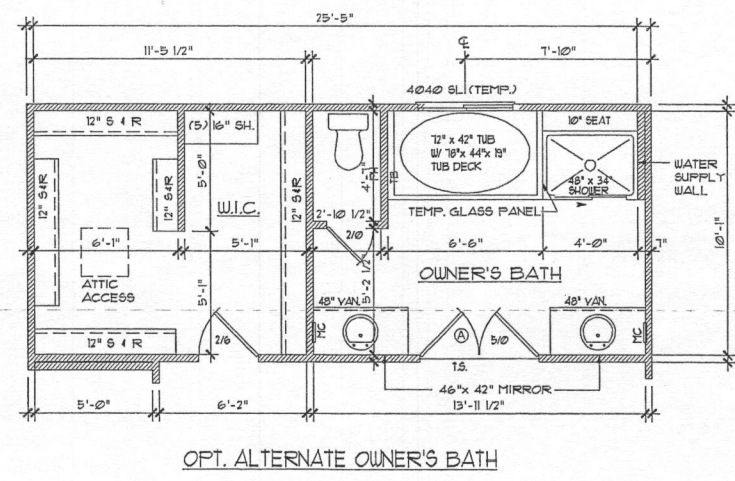 25'-5"
11'-5 1/2"
℄
7'-10"
4040 SL (TEMP.)
12" S & R
(5) 16" SH.
10" SEAT
72" x 42" TUB
W/ 78" x 44" x 19"
TUB DECK
TB
48" x 34"
SHOWER
WATER
SUPPLY
WALL
5'-0"
12" S&R
12" S&R
12" S&R
W.I.C.
2'-10 1/2"
TEMP. GLASS PANEL
2/0
6'-1"
5'-1"
6'-6"
4'-0"
7"
10'-1"
ATTIC
ACCESS
OWNER'S BATH
5'-1"
5'-2 1/2"
48" VAN.
48" VAN.
12" S & R
2/6
MC
A
5/0
MC
T.S.
46" x 42" MIRROR
5'-0"
6'-2"
13'-11 1/2"
OPT. ALTERNATE OWNER'S BATH